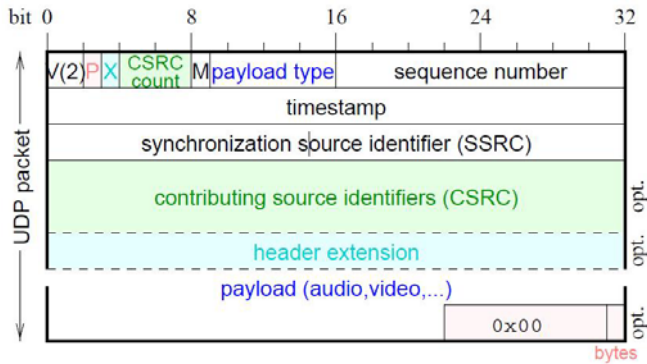 bit 0 8 16 24 32
V(2) P X CSRC count M payload type sequence number
timestamp
synchronization source identifier (SSRC)
contributing source identifiers (CSRC) opt.
header extension opt.
payload (audio,video,...)
0x00 opt.
bytes
UDP packet